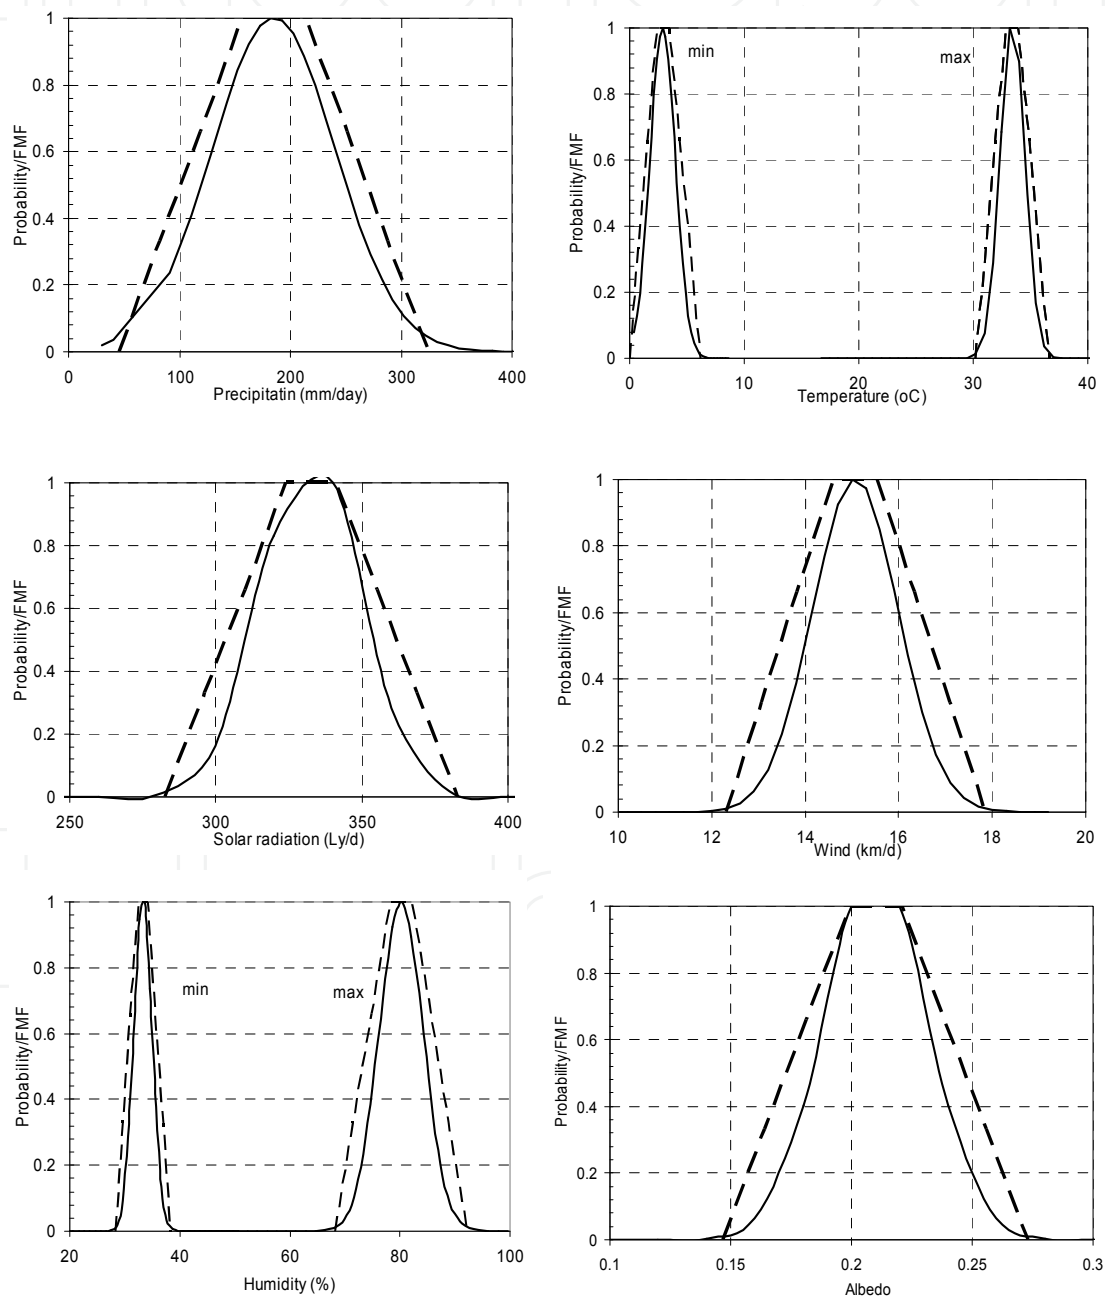 1
0.8
0.6
0.4
0.2
0
Probability/FMF
0 100 200 300 400
Precipitatin (mm/day)
1
0.8
0.6
0.4
0.2
0
Probability/FMF
min
max
0 10 20 30 40
Temperature (oC)
1
0.8
0.6
0.4
0.2
0
Probability/FMF
250 300 350 400
Solar radiation (Ly/d)
1
0.8
0.6
0.4
0.2
0
Probability/FMF
10 12 14 16 18 20
Wind (km/d)
1
0.8
0.6
0.4
0.2
0
Probability/FMF
min
max
20 40 60 80 100
Humidity (%)
1
0.8
0.6
0.4
0.2
0
Probability/FMF
0.1 0.15 0.2 0.25 0.3
Albedo